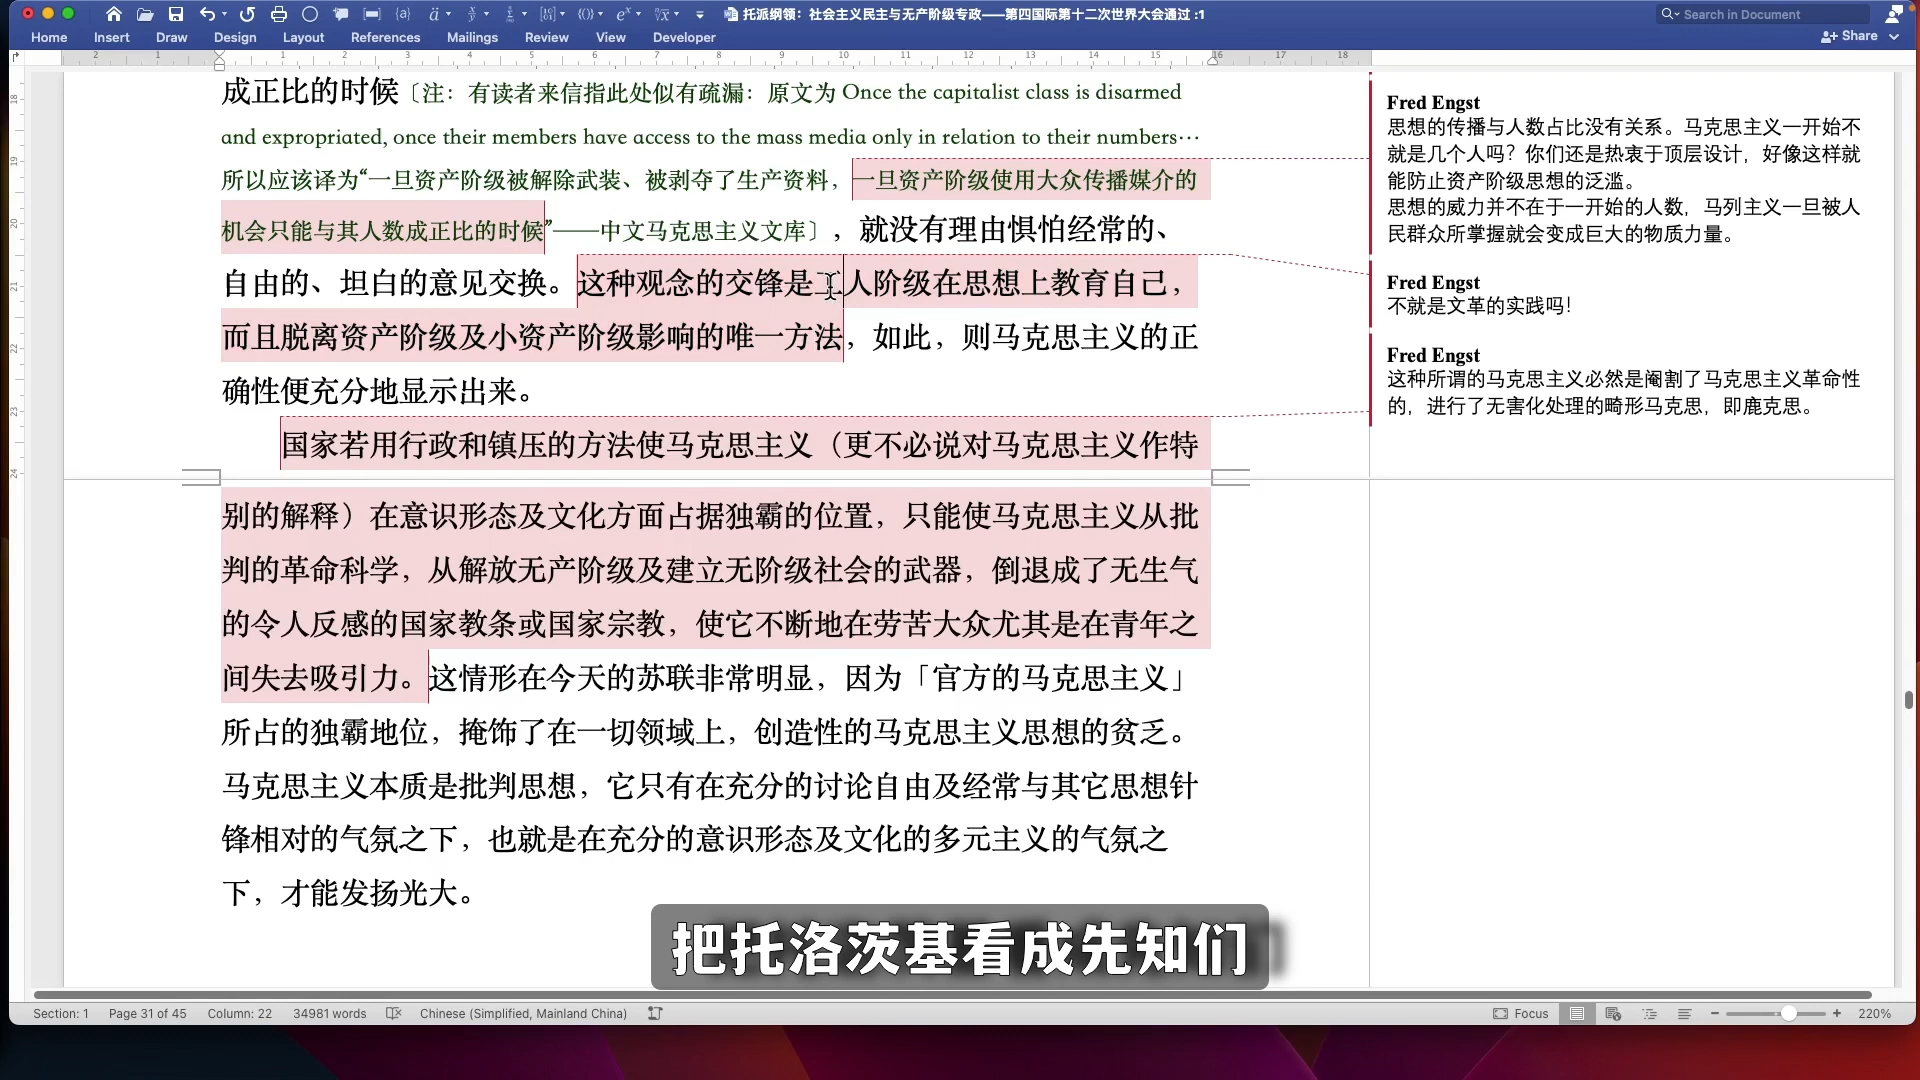 托派纲领：社会主义民主与无产阶级专政——第四国际第十二次世界大会通过 :1
Search in Document
Home Insert Draw Design Layout References Mailings Review View Developer
Share
成正比的时候〔注：有读者来信指此处似有疏漏：原文为 Once the capitalist class is disarmed
and expropriated, once their members have access to the mass media only in relation to their numbers…
所以应该译为“一旦资产阶级被解除武装、被剥夺了生产资料，一旦资产阶级使用大众传播媒介的
机会只能与其人数成正比的时候”——中文马克思主义文库〕，就没有理由惧怕经常的、
自由的、坦白的意见交换。这种观念的交锋是工人阶级在思想上教育自己，
而且脱离资产阶级及小资产阶级影响的唯一方法，如此，则马克思主义的正
确性便充分地显示出来。
国家若用行政和镇压的方法使马克思主义（更不必说对马克思主义作特
别的解释）在意识形态及文化方面占据独霸的位置，只能使马克思主义从批
判的革命科学，从解放无产阶级及建立无阶级社会的武器，倒退成了无生气
的令人反感的国家教条或国家宗教，使它不断地在劳苦大众尤其是在青年之
间失去吸引力。这情形在今天的苏联非常明显，因为「官方的马克思主义」
所占的独霸地位，掩饰了在一切领域上，创造性的马克思主义思想的贫乏。
马克思主义本质是批判思想，它只有在充分的讨论自由及经常与其它思想针
锋相对的气氛之下，也就是在充分的意识形态及文化的多元主义的气氛之
下，才能发扬光大。
Fred Engst
思想的传播与人数占比没有关系。马克思主义一开始不
就是几个人吗？你们还是热衷于顶层设计，好像这样就
能防止资产阶级思想的泛滥。
思想的威力并不在于一开始的人数，马列主义一旦被人
民群众所掌握就会变成巨大的物质力量。
Fred Engst
不就是文革的实践吗！
Fred Engst
这种所谓的马克思主义必然是阉割了马克思主义革命性
的，进行了无害化处理的畸形马克思，即鹿克思。
把托洛茨基看成先知们
Section: 1 Page 31 of 45 Column: 22 34981 words Chinese (Simplified, Mainland China) Focus 220%